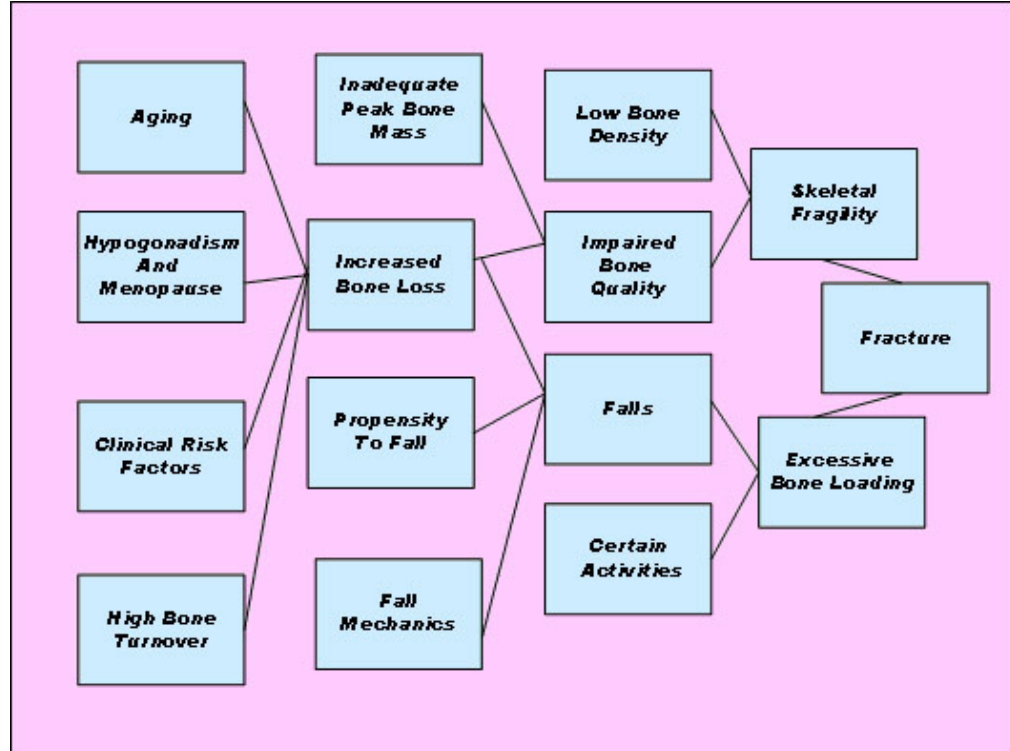 Aging
Hypogonadism
And
Menopause
Clinical Risk
Factors
High Bone
Turnover
Inadequate
Peak Bone
Mass
Increased
Bone Loss
Propensity
To Fall
Fall
Mechanics
Low Bone
Density
Impaired
Bone
Quality
Falls
Certain
Activities
Skeletal
Fragility
Excessive
Bone Loading
Fracture